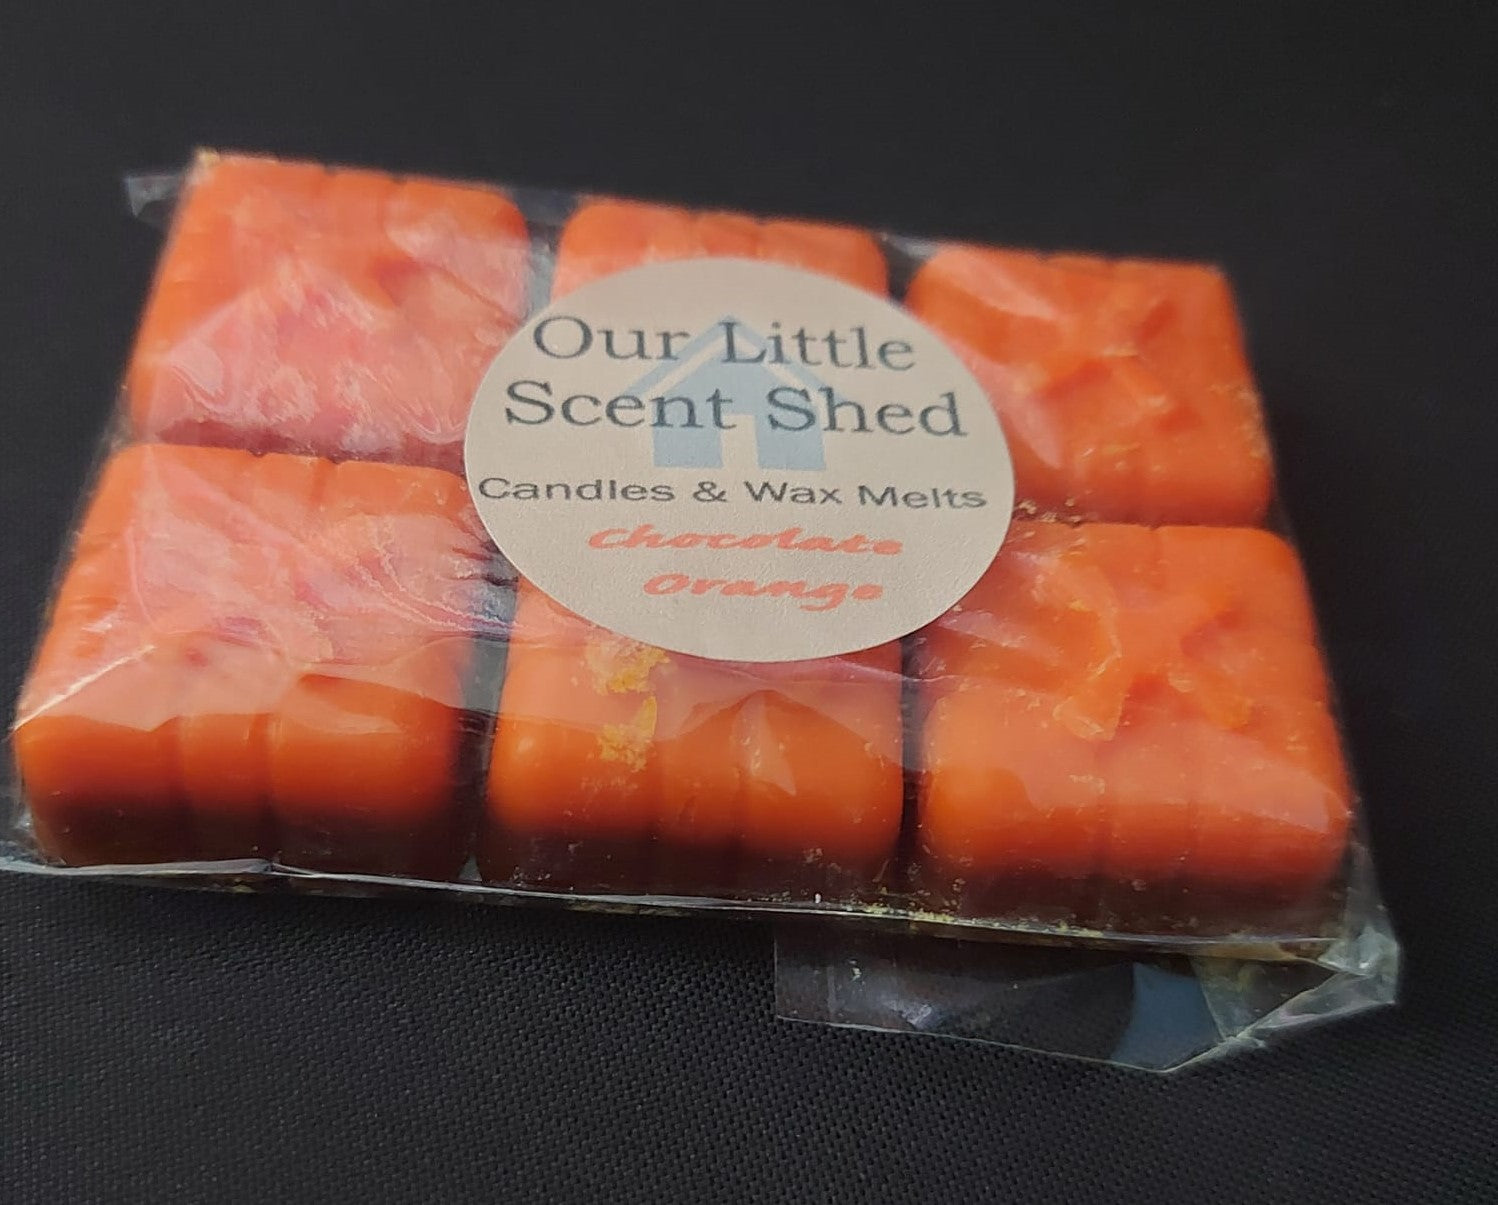 Our Little
Scent Shed
Candles & Wax Melts
Chocolate
Orange